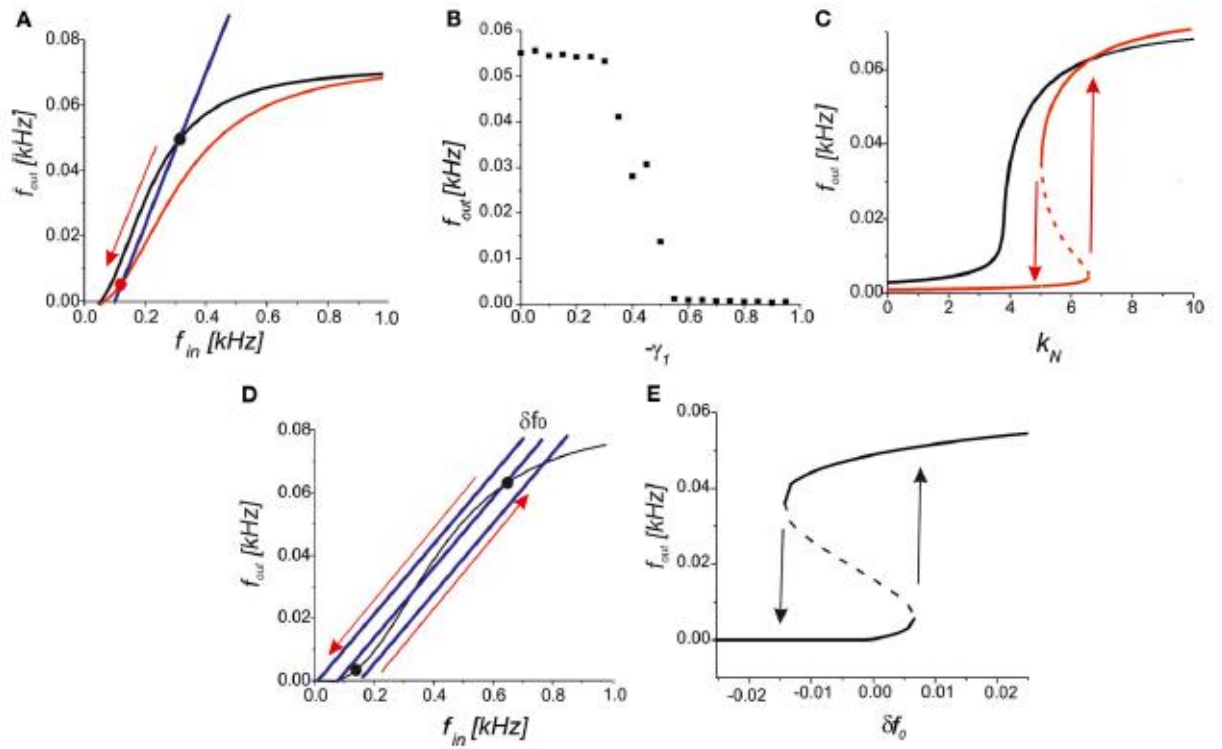 A
f_out [kHz]
0.08
0.06
0.04
0.02
0.00
0.0 0.2 0.4 0.6 0.8 1.0
f_in [kHz]
B
f_out [kHz]
0.06
0.05
0.04
0.03
0.02
0.01
0.00
0.0 0.2 0.4 0.6 0.8 1.0
-γ_1
C
f_out [kHz]
0.06
0.04
0.02
0.00
0 2 4 6 8 10
k_N
D
δf_0
f_out [kHz]
0.08
0.06
0.04
0.02
0.00
0.0 0.2 0.4 0.6 0.8 1.0
f_in [kHz]
E
f_out [kHz]
0.06
0.04
0.02
0.00
-0.02 -0.01 0.00 0.01 0.02
δf_0